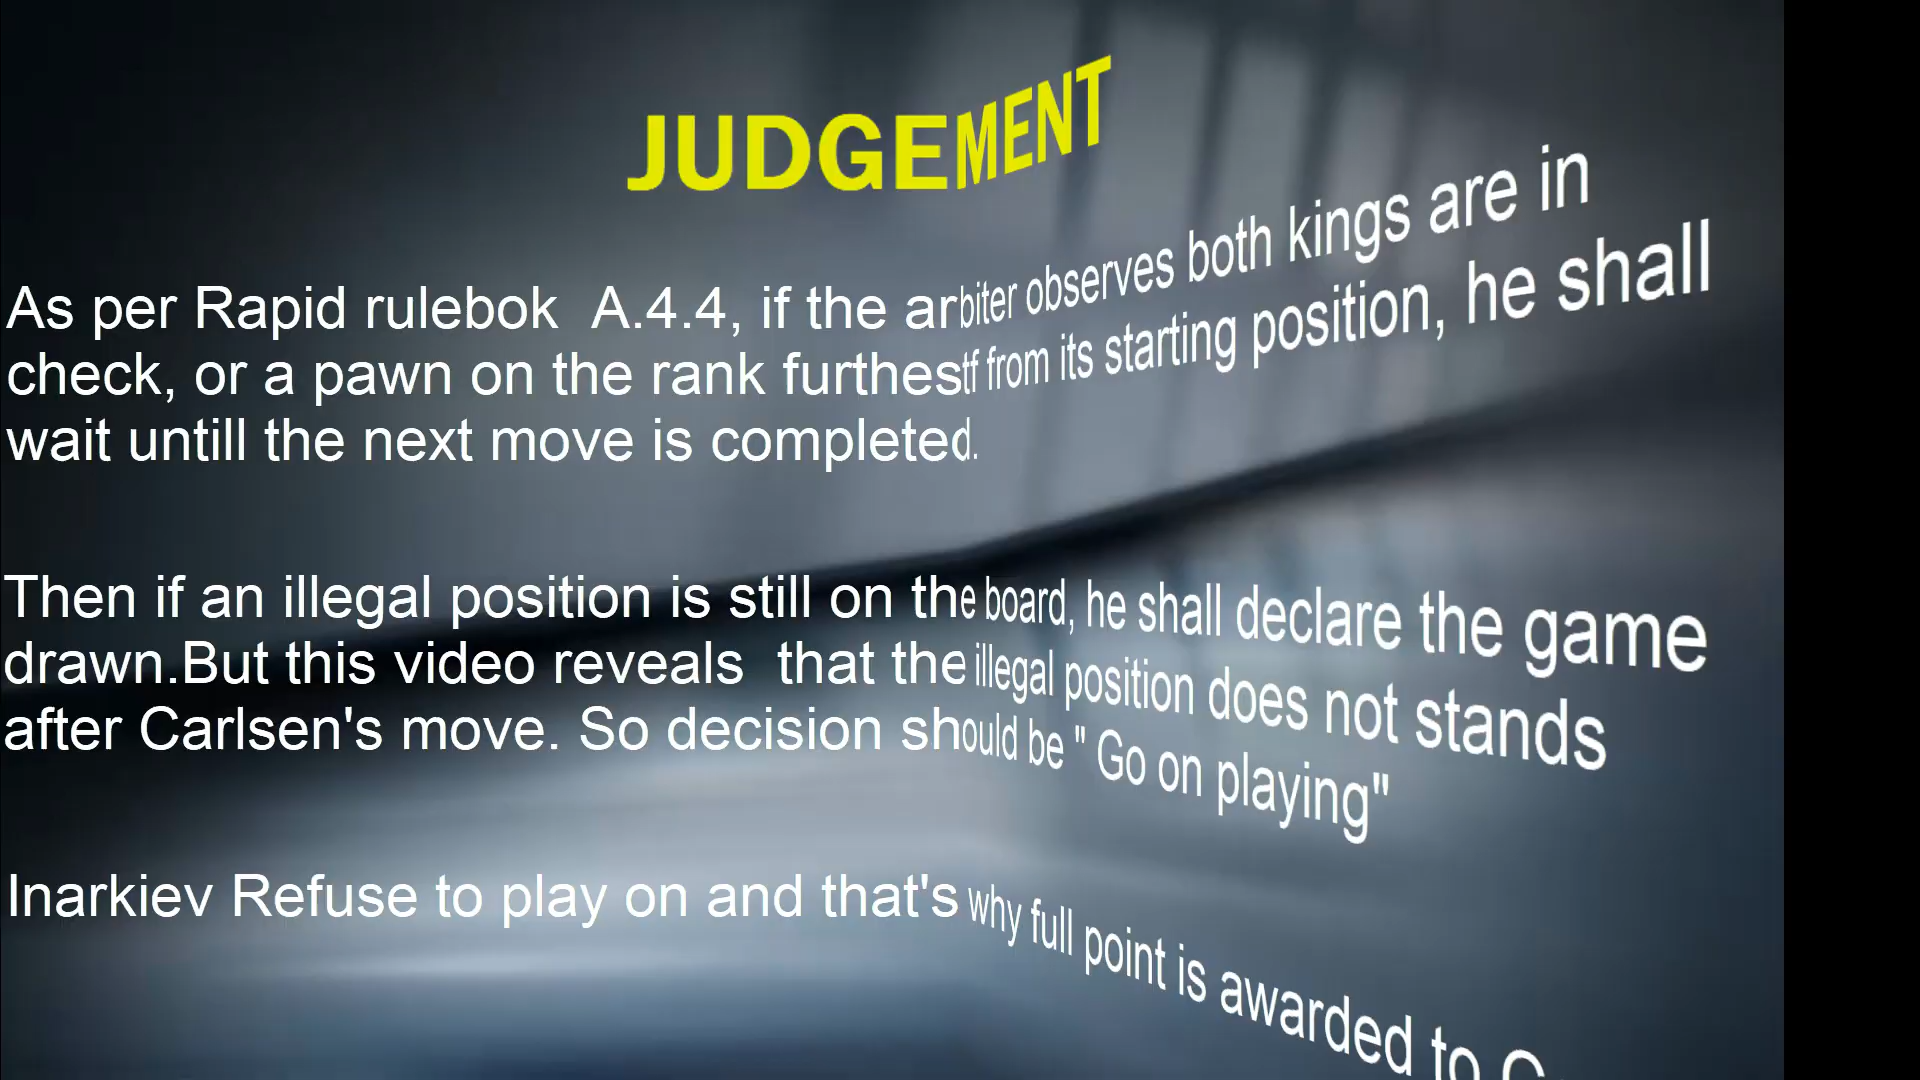 JUDGEMENT
As per Rapid rulebok A.4.4, if the arbiter observes both kings are in
check, or a pawn on the rank furthestf from its starting position, he shall
wait untill the next move is completed.
Then if an illegal position is still on the board, he shall declare the game
drawn.But this video reveals that the illegal position does not stands
after Carlsen's move. So decision should be " Go on playing"
Inarkiev Refuse to play on and that's why full point is awarded to